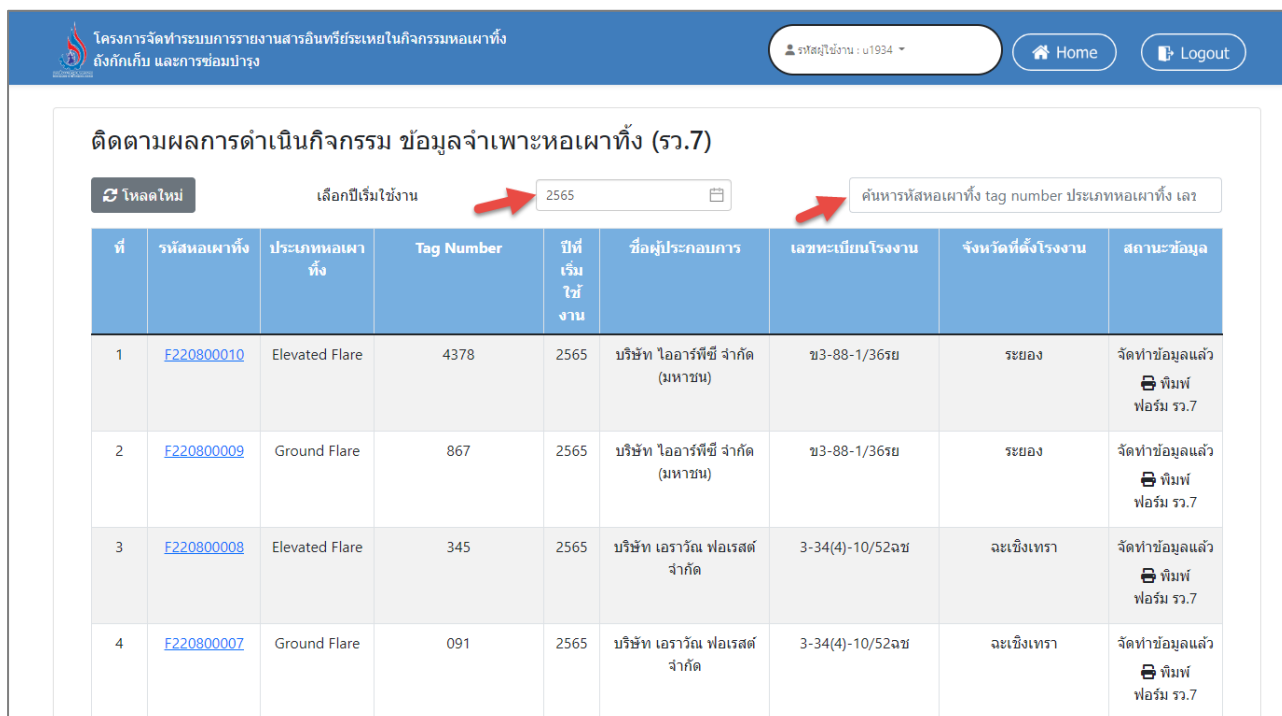 โครงการจัดทำระบบการรายงานสารอินทรีย์ระเหยในกิจกรรมหอเผาทิ้ง
ถังกักเก็บ และการซ่อมบำรุง
รหัสผู้ใช้งาน : u1934
Home
Logout
ติดตามผลการดำเนินกิจกรรม ข้อมูลจำเพาะหอเผาทิ้ง (รว.7)
โหลดใหม่
เลือกปีเริ่มใช้งาน
2565
ค้นหารหัสหอเผาทิ้ง tag number ประเภทหอเผาทิ้ง เลข
ที่ รหัสหอเผาทิ้ง ประเภทหอเผา Tag Number ปีที่ ชื่อผู้ประกอบการ เลขทะเบียนโรงงาน จังหวัดที่ตั้งโรงงาน สถานะข้อมูล
ทิ้ง เริ่ม
ใช้
งาน
1 F220800010 Elevated Flare 4378 2565 บริษัท ไออาร์พีซี จำกัด ข3-88-1/36รย ระยอง จัดทำข้อมูลแล้ว
(มหาชน) พิมพ์
ฟอร์ม รว.7
2 F220800009 Ground Flare 867 2565 บริษัท ไออาร์พีซี จำกัด ข3-88-1/36รย ระยอง จัดทำข้อมูลแล้ว
(มหาชน) พิมพ์
ฟอร์ม รว.7
3 F220800008 Elevated Flare 345 2565 บริษัท เอราวัณ ฟอเรสต์ 3-34(4)-10/52ฉช ฉะเชิงเทรา จัดทำข้อมูลแล้ว
จำกัด พิมพ์
ฟอร์ม รว.7
4 F220800007 Ground Flare 091 2565 บริษัท เอราวัณ ฟอเรสต์ 3-34(4)-10/52ฉช ฉะเชิงเทรา จัดทำข้อมูลแล้ว
จำกัด พิมพ์
ฟอร์ม รว.7